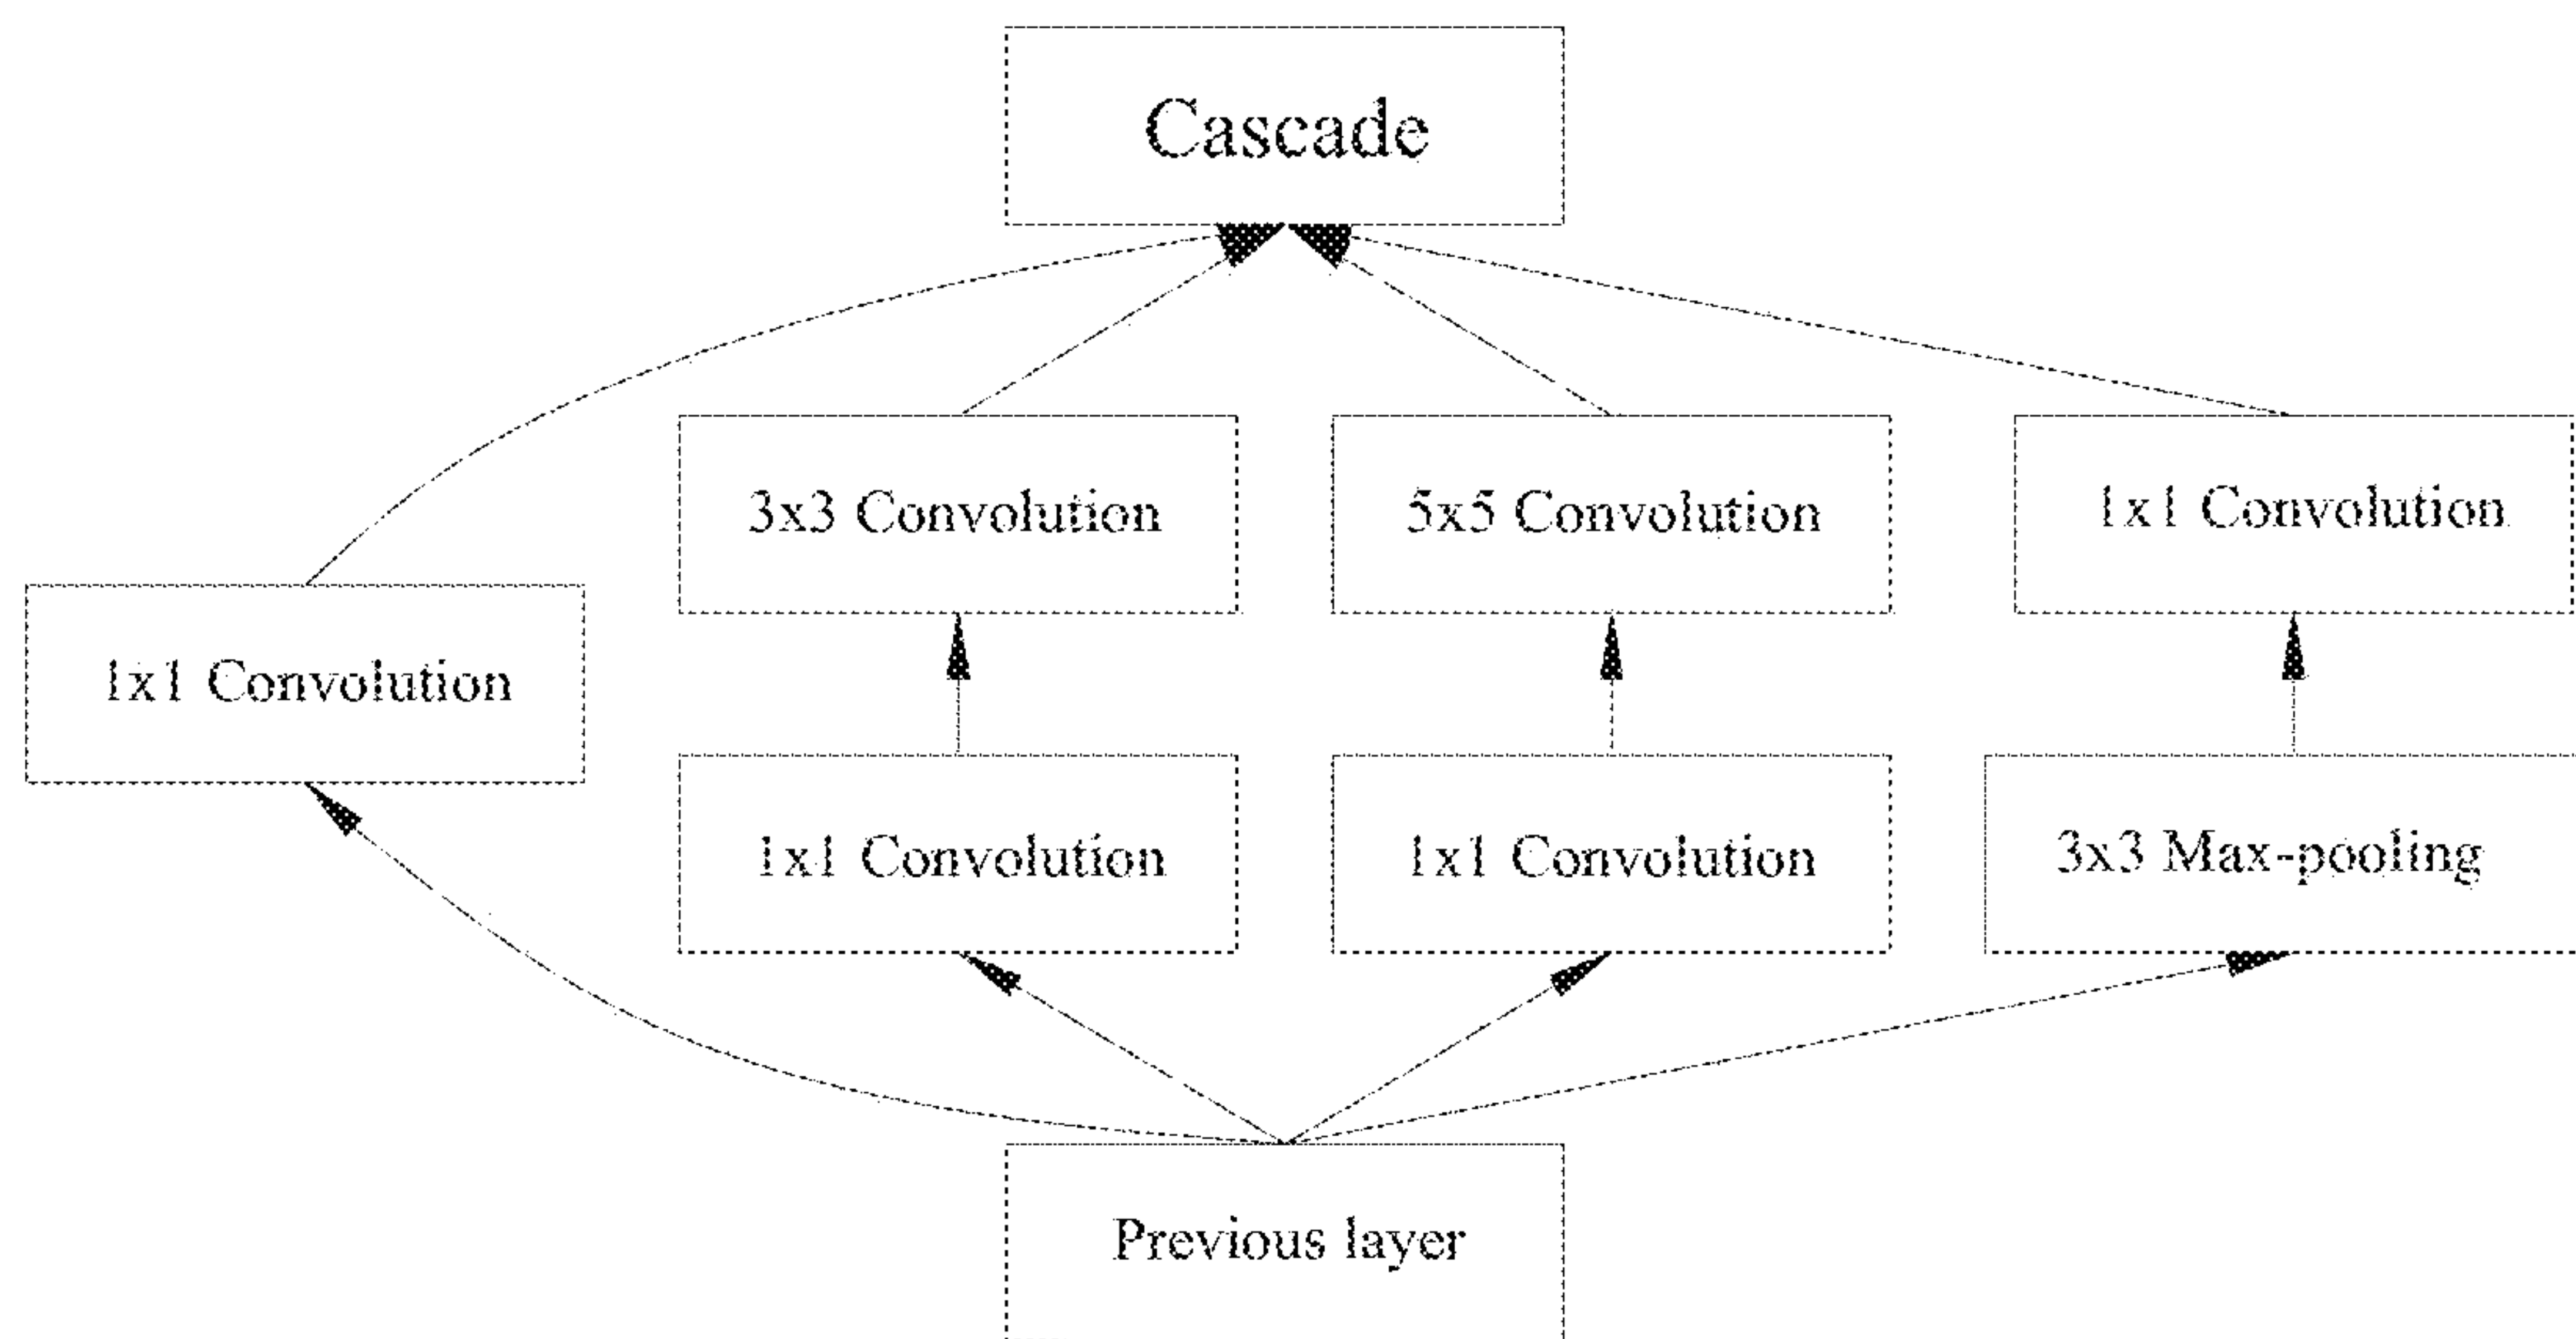 Cascade
3x3 Convolution
5x5 Convolution
1x1 Convolution
1x1 Convolution
1x1 Convolution
1x1 Convolution
3x3 Max-pooling
Previous layer